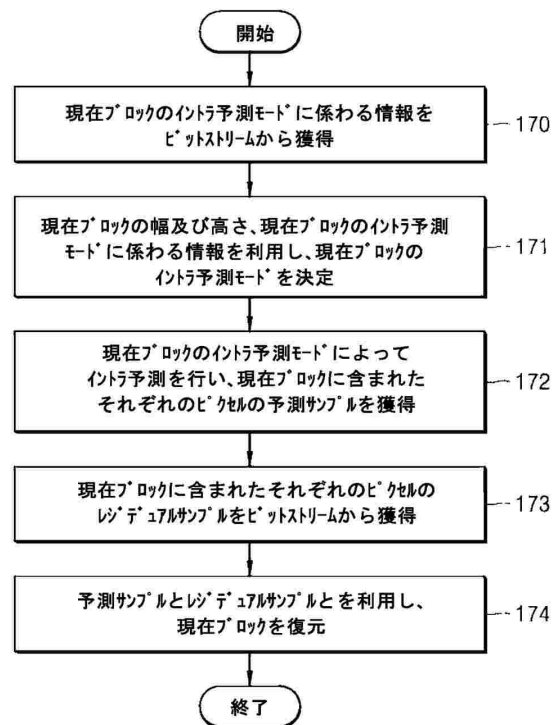 開始
現在ﾌﾞﾛｯｸのｲﾝﾄﾗ予測ﾓｰﾄﾞに係わる情報を
ﾋﾞｯﾄｽﾄﾘｰﾑから獲得
170
現在ﾌﾞﾛｯｸの幅及び高さ、現在ﾌﾞﾛｯｸのｲﾝﾄﾗ予測
ﾓｰﾄﾞに係わる情報を利用し、現在ﾌﾞﾛｯｸの
ｲﾝﾄﾗ予測ﾓｰﾄﾞを決定
171
現在ﾌﾞﾛｯｸのｲﾝﾄﾗ予測ﾓｰﾄﾞによって
ｲﾝﾄﾗ予測を行い、現在ﾌﾞﾛｯｸに含まれた
それぞれのﾋﾟｸｾﾙの予測ｻﾝﾌﾟﾙを獲得
172
現在ﾌﾞﾛｯｸに含まれたそれぞれのﾋﾟｸｾﾙの
ﾚｼﾞﾃﾞｭｱﾙｻﾝﾌﾟﾙをﾋﾞｯﾄｽﾄﾘｰﾑから獲得
173
予測ｻﾝﾌﾟﾙとﾚｼﾞﾃﾞｭｱﾙｻﾝﾌﾟﾙとを利用し、
現在ﾌﾞﾛｯｸを復元
174
終了